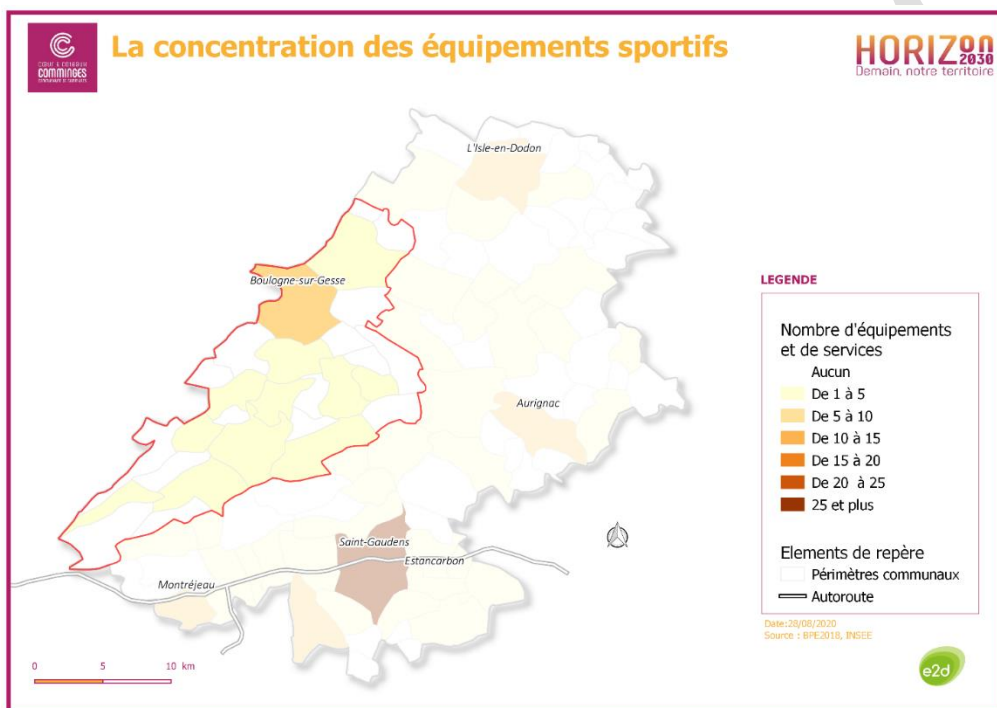 La concentration des équipements sportifs
COMMINGES
HORIZON
2030
Demain, notre territoire
L'Isle-en-Dodon
Boulogne-sur-Gesse
Aurignac
Saint-Gaudens
Estancarbon
Montréjeau
LEGENDE
Nombre d'équipements
et de services
Aucun
De 1 à 5
De 5 à 10
De 10 à 15
De 15 à 20
De 20 à 25
25 et plus
Elements de repère
Périmètres communaux
Autoroute
Date:28/08/2020
Source : BPE2018, INSEE
0 5 10 km
e2d